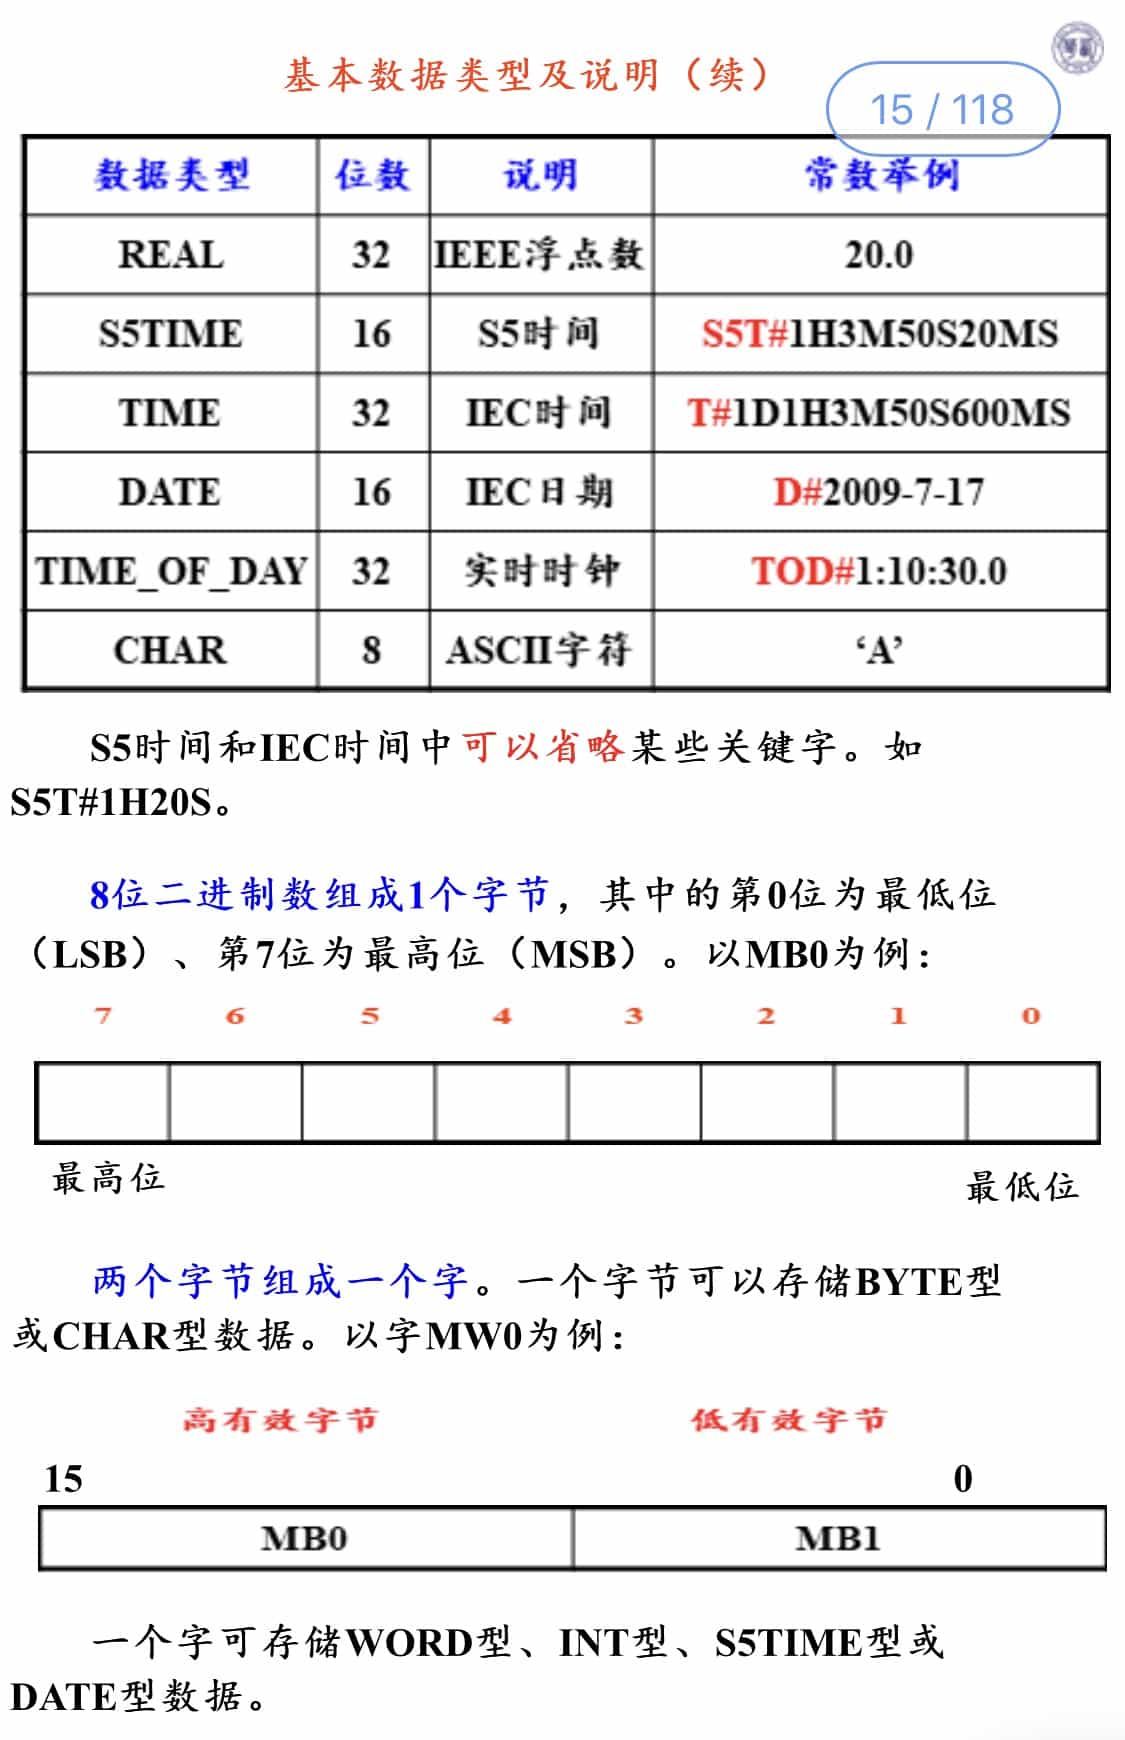 基本数据类型及说明（续）
15 / 118
数据类型 位数 说明 常数举例
REAL 32 IEEE浮点数 20.0
S5TIME 16 S5时间 S5T#1H3M50S20MS
TIME 32 IEC时间 T#1D1H3M50S600MS
DATE 16 IEC日期 D#2009-7-17
TIME_OF_DAY 32 实时时钟 TOD#1:10:30.0
CHAR 8 ASCII字符 ‘A’
S5时间和IEC时间中可以省略某些关键字。如
S5T#1H20S。
8位二进制数组成1个字节，其中的第0位为最低位
（LSB）、第7位为最高位（MSB）。以MB0为例：
7 6 5 4 3 2 1 0
最高位 最低位
两个字节组成一个字。一个字节可以存储BYTE型
或CHAR型数据。以字MW0为例：
高有效字节 低有效字节
15 0
MB0 MB1
一个字可存储WORD型、INT型、S5TIME型或
DATE型数据。